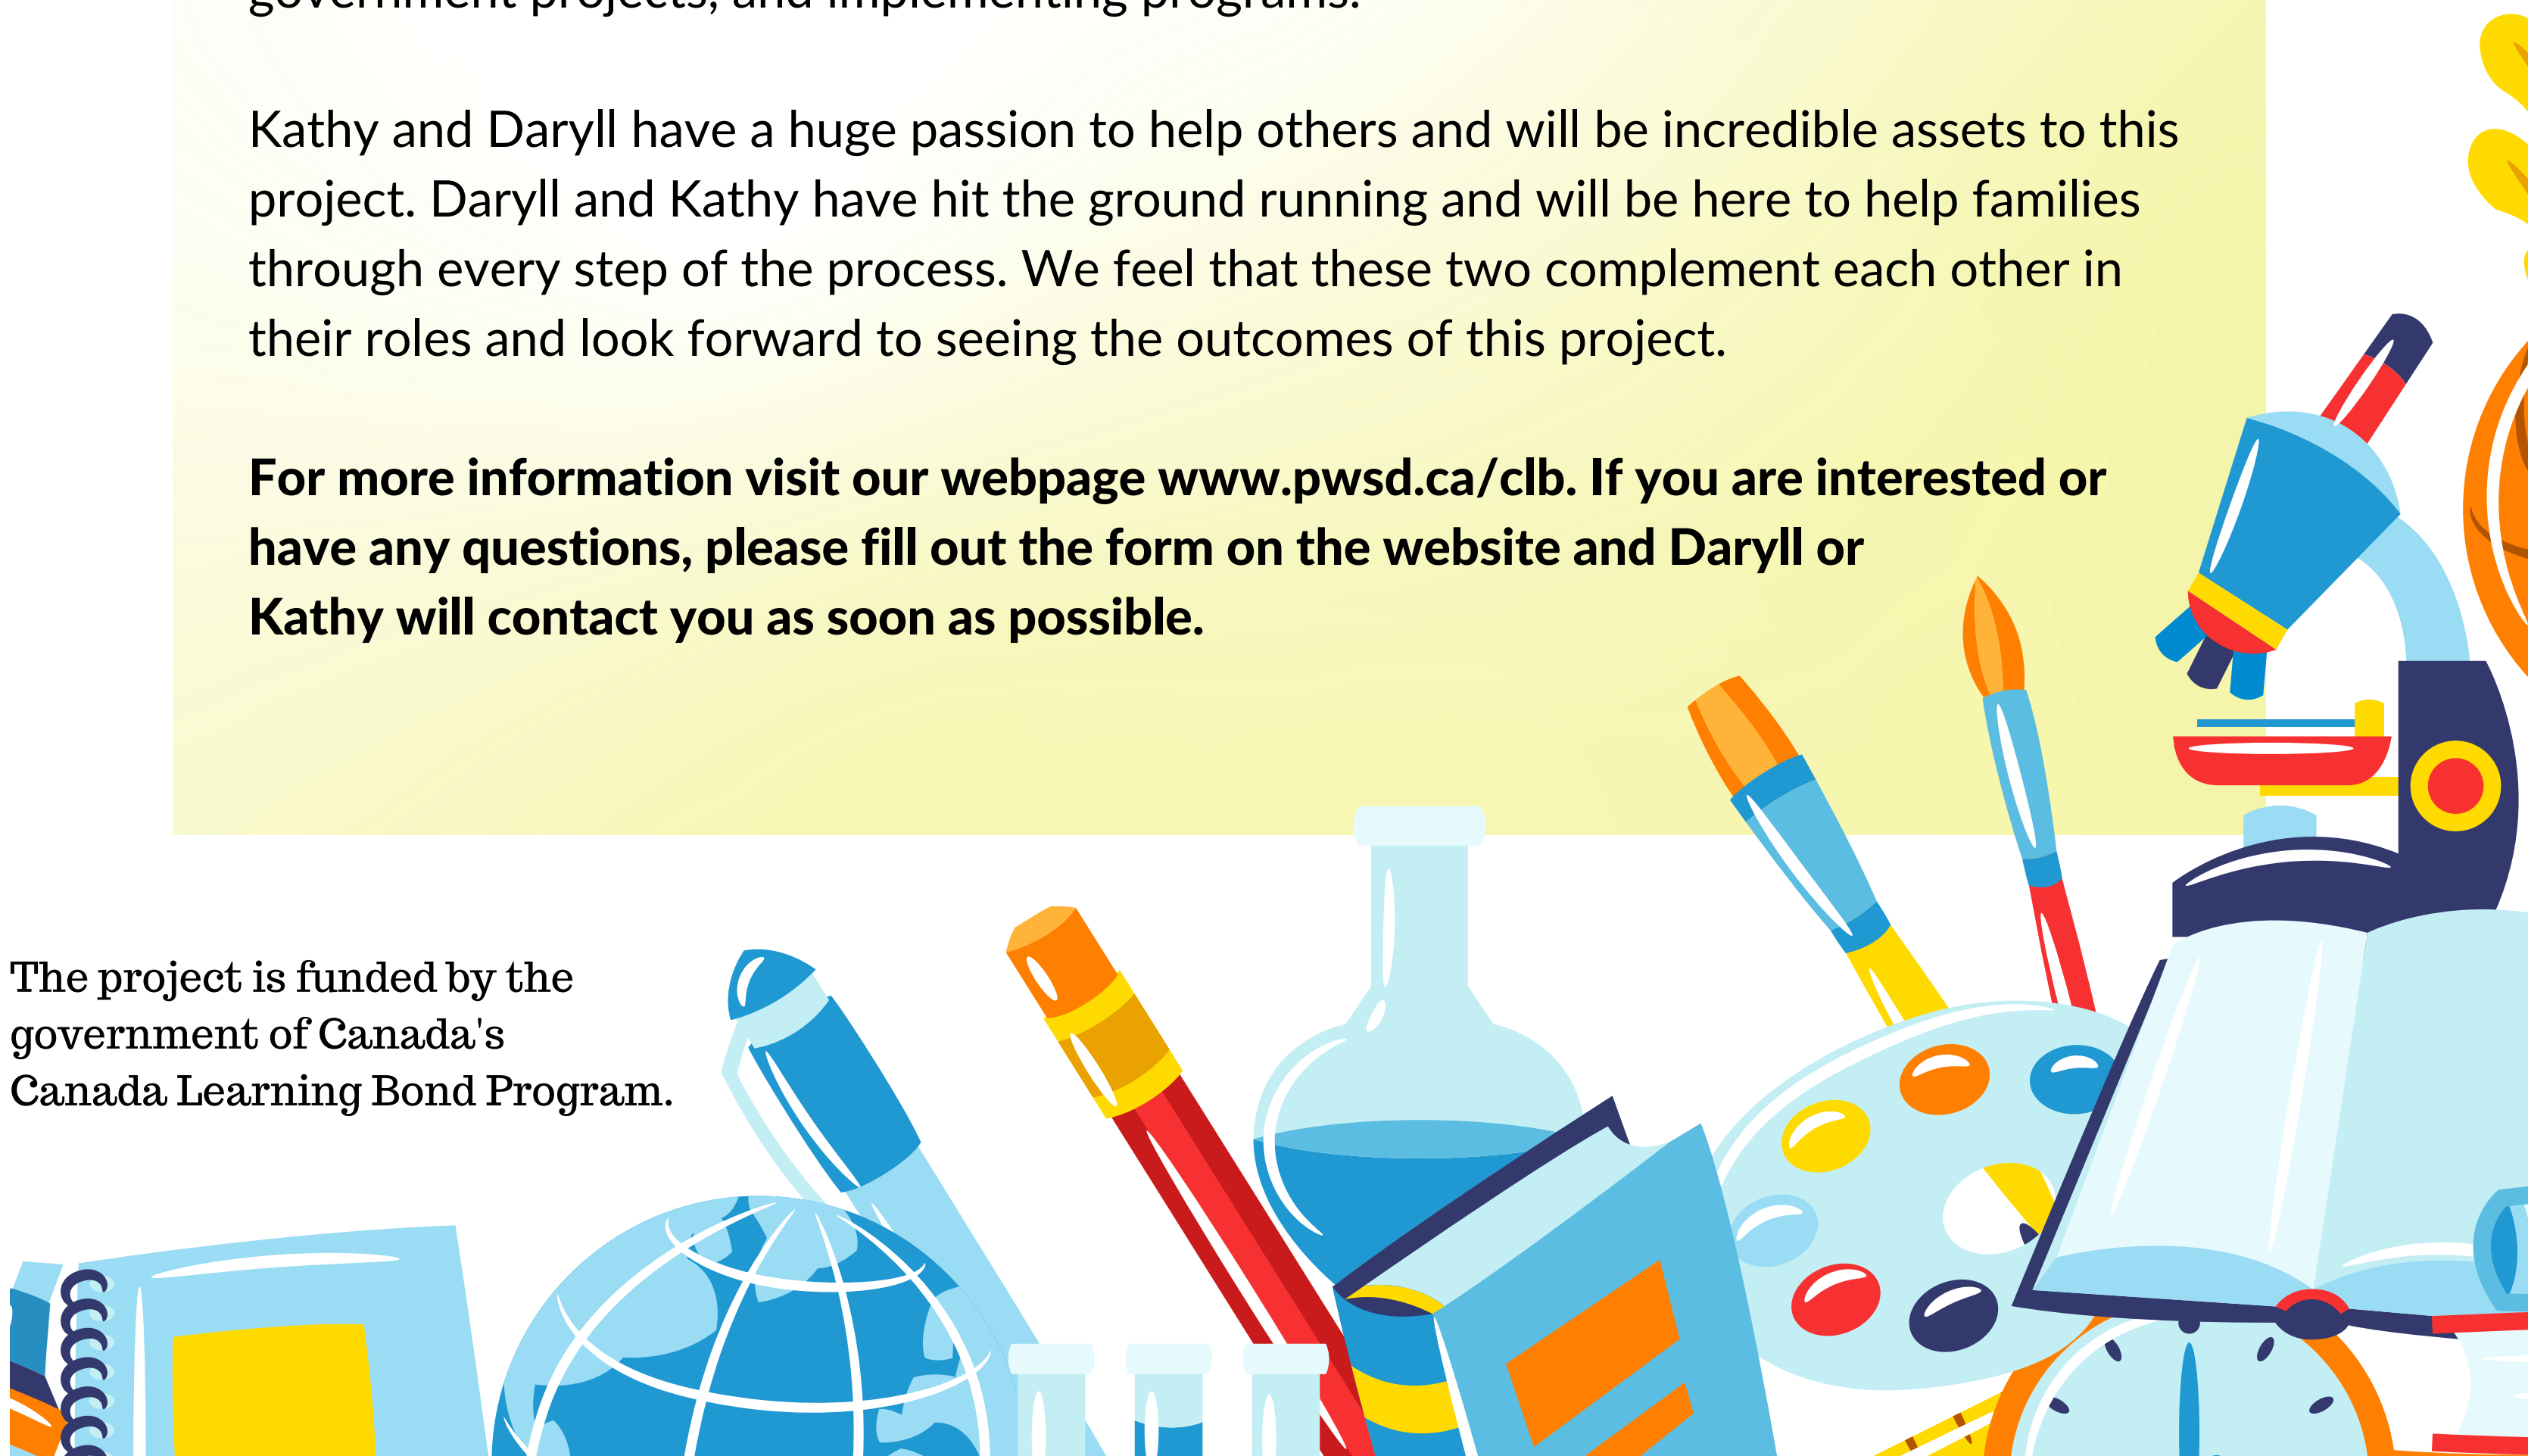 government projects, and implementing programs.
Kathy and Daryll have a huge passion to help others and will be incredible assets to this
project. Daryll and Kathy have hit the ground running and will be here to help families
through every step of the process. We feel that these two complement each other in
their roles and look forward to seeing the outcomes of this project.
For more information visit our webpage www.pwsd.ca/clb. If you are interested or
have any questions, please fill out the form on the website and Daryll or
Kathy will contact you as soon as possible.
The project is funded by the
government of Canada's
Canada Learning Bond Program.